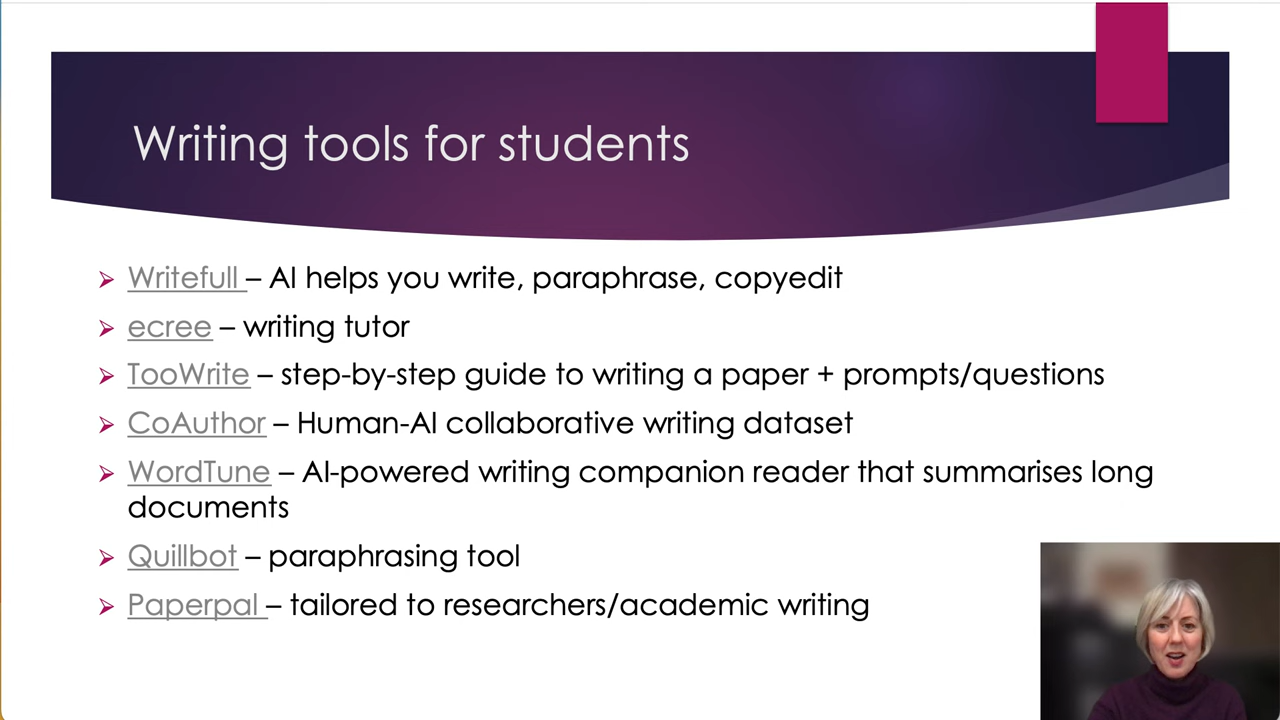 Writing tools for students
Writefull – AI helps you write, paraphrase, copyedit
ecree – writing tutor
TooWrite – step-by-step guide to writing a paper + prompts/questions
CoAuthor – Human-AI collaborative writing dataset
WordTune – AI-powered writing companion reader that summarises long
documents
Quillbot – paraphrasing tool
Paperpal – tailored to researchers/academic writing